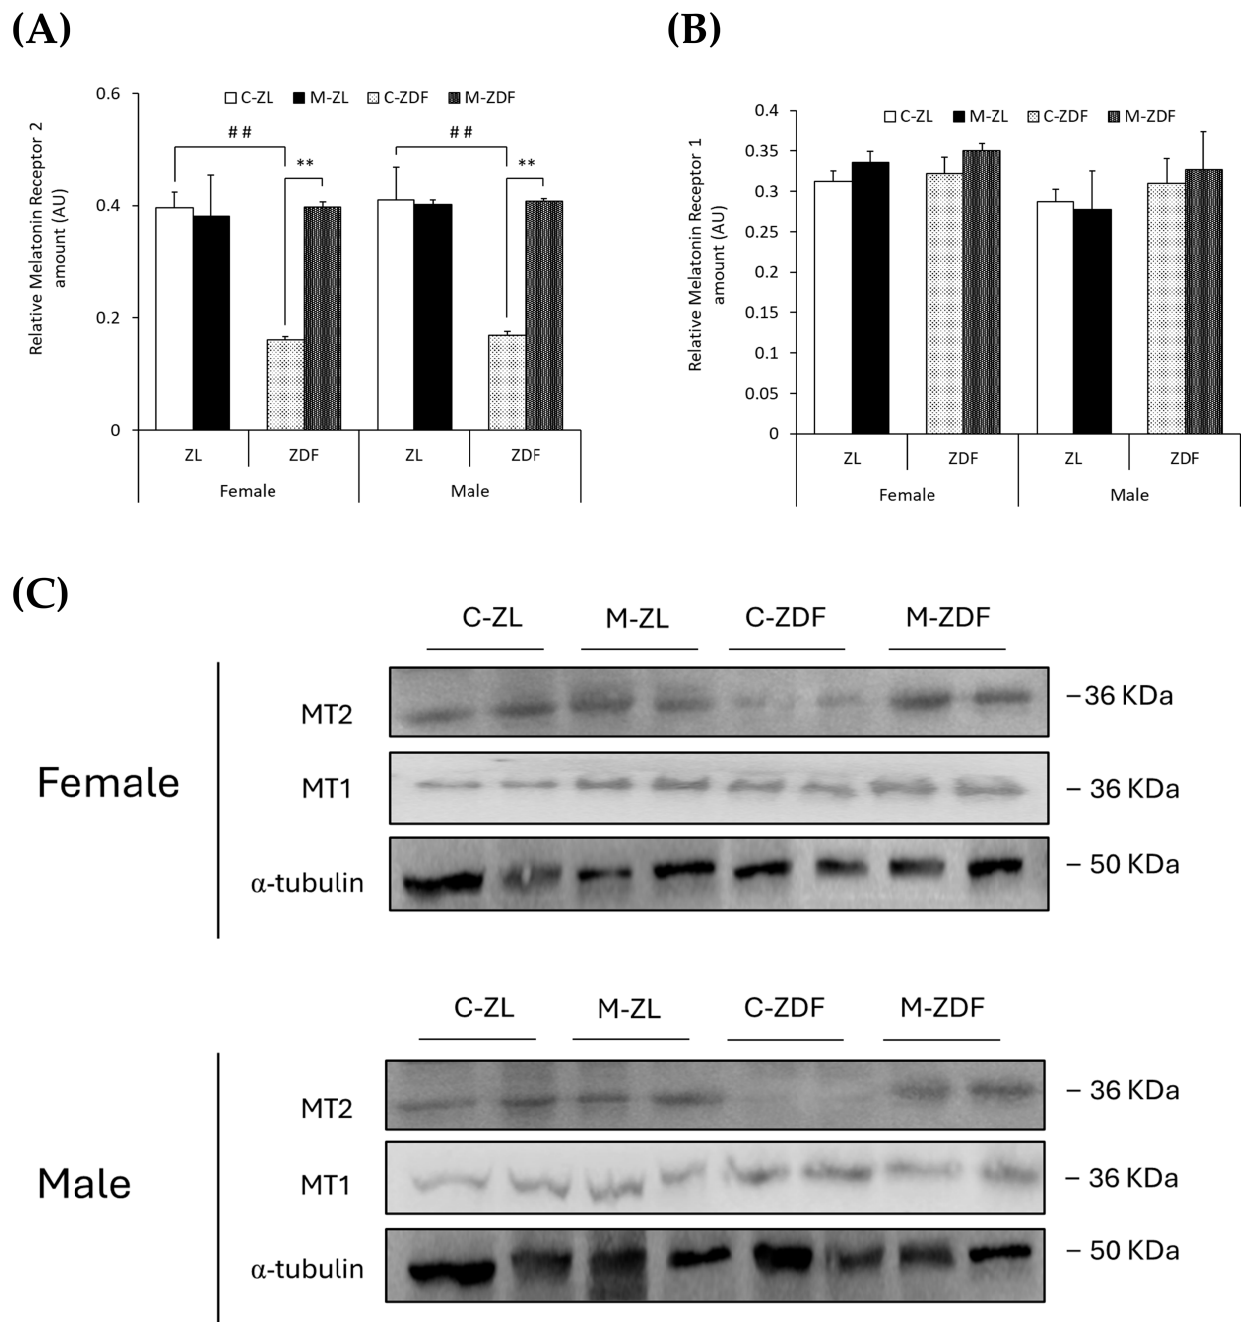 (A)
Relative Melatonin Receptor 2
amount (AU)
C-ZL M-ZL C-ZDF M-ZDF
0.6
0.4
0.2
0
# # ** # # **
ZL ZDF ZL ZDF
Female Male
(B)
Relative Melatonin Receptor 1
amount (AU)
C-ZL M-ZL C-ZDF M-ZDF
0.4
0.35
0.3
0.25
0.2
0.15
0.1
0.05
0
ZL ZDF ZL ZDF
Female Male
(C)
C-ZL M-ZL C-ZDF M-ZDF
Female
MT2 –36 KDa
MT1 – 36 KDa
α-tubulin – 50 KDa
C-ZL M-ZL C-ZDF M-ZDF
Male
MT2 – 36 KDa
MT1 – 36 KDa
α-tubulin – 50 KDa